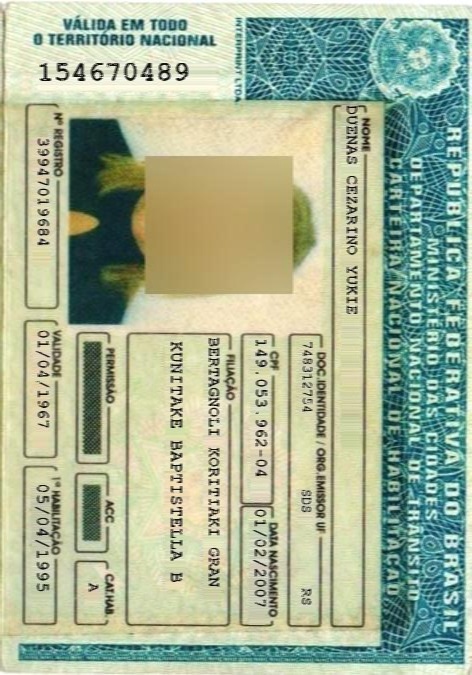 VÁLIDA EM TODO
O TERRITÓRIO NACIONAL
154670489
INTERPRINT LTDA
REPÚBLICA FEDERATIVA DO BRASIL
MINISTÉRIO DAS CIDADES
DEPARTAMENTO NACIONAL DE TRÂNSITO
CARTEIRA NACIONAL DE HABILITAÇÃO
NOME
DUENAS CEZARINO YUKIE
DOC IDENTIDADE / ORG.EMISSOR UF
748312754 SDS RS
CPF
149.053.962-04
DATA NASCIMENTO
01/02/2007
FILIAÇÃO
BERTAGNOLI KORITIAKI GRAN
KUNITAKE BAPTISTELLA B
PERMISSÃO
ACC
CAT.HAB.
A
Nº REGISTRO
39947019684
VALIDADE
01/04/1967
1ª HABILITAÇÃO
05/04/1995